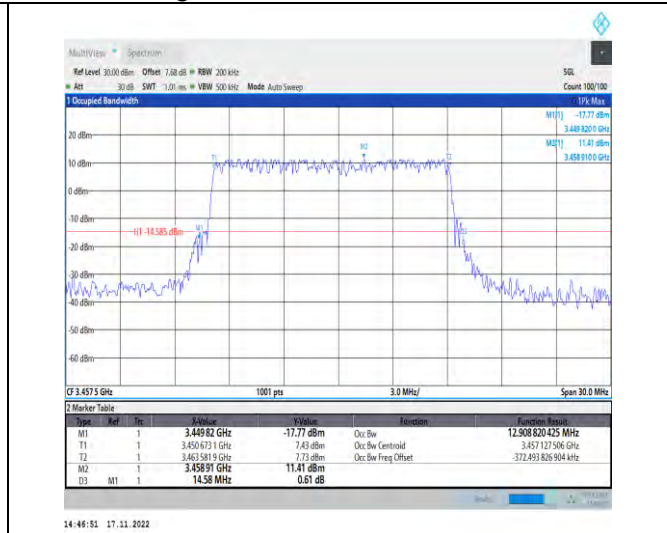 MultiView Spectrum
Ref Level 30.00 dBm Offset 7.68 dB RBW 200 kHz SGL
Att 30 dB SWT 1.01 ms VBW 500 kHz Mode Auto Sweep Count 100/100
1 Occupied Bandwidth 1Pk Max
M1[1] -17.77 dBm
3.449 8200 GHz
M2[1] 11.41 dBm
3.458 9100 GHz
20 dBm
M2
T1 T2
10 dBm
0 dBm
-10 dBm
H1 -14.585 dBm M1 D3
-20 dBm
-30 dBm
-40 dBm
-50 dBm
-60 dBm
CF 3.4575 GHz 1001 pts 3.0 MHz/ Span 30.0 MHz
2 Marker Table
Type Ref Trc X-Value Y-Value Function Function Result
M1 1 3.449 82 GHz -17.77 dBm Occ Bw 12.908 820 425 MHz
T1 1 3.450 673 1 GHz 7.43 dBm Occ Bw Centroid 3.457 127 506 GHz
T2 1 3.463 581 9 GHz 7.73 dBm Occ Bw Freq Offset -372.493 826 904 kHz
M2 1 3.458 91 GHz 11.41 dBm
D3 M1 1 14.58 MHz 0.61 dB
14:46:51 17.11.2022